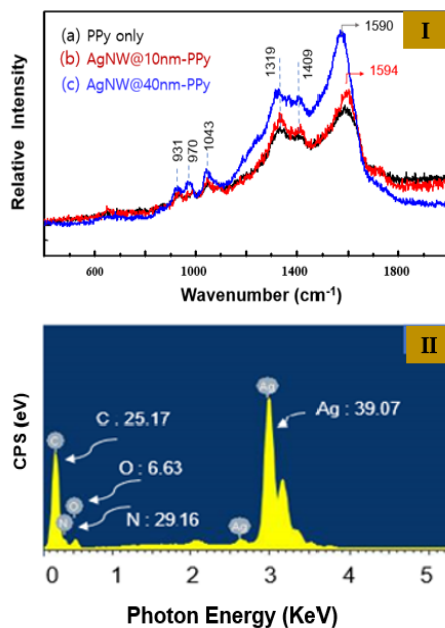 I
(a) PPy only
(b) AgNW@10nm-PPy
(c) AgNW@40nm-PPy
1590
1594
1319
1409
931
970
1043
Relative Intensity
600
1000
1400
1800
Wavenumber (cm⁻¹)
II
CPS (eV)
Ag
Ag : 39.07
C : 25.17
C
O : 6.63
O
N
N : 29.16
Ag
0 1 2 3 4 5
Photon Energy (KeV)